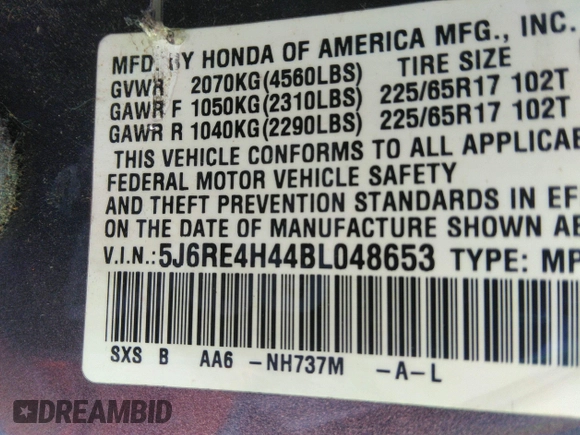 MFD. BY HONDA OF AMERICA MFG., INC.
GVWR 2070KG(4560LBS) TIRE SIZE
GAWR F 1050KG(2310LBS) 225/65R17 102T
GAWR R 1040KG(2290LBS) 225/65R17 102T
THIS VEHICLE CONFORMS TO ALL APPLICAB
FEDERAL MOTOR VEHICLE SAFETY
AND THEFT PREVENTION STANDARDS IN EF
ON THE DATE OF MANUFACTURE SHOWN AB
V.I.N.:5J6RE4H44BL048653 TYPE: MP
SXS B AA6 -NH737M -A-L
DREAMBID